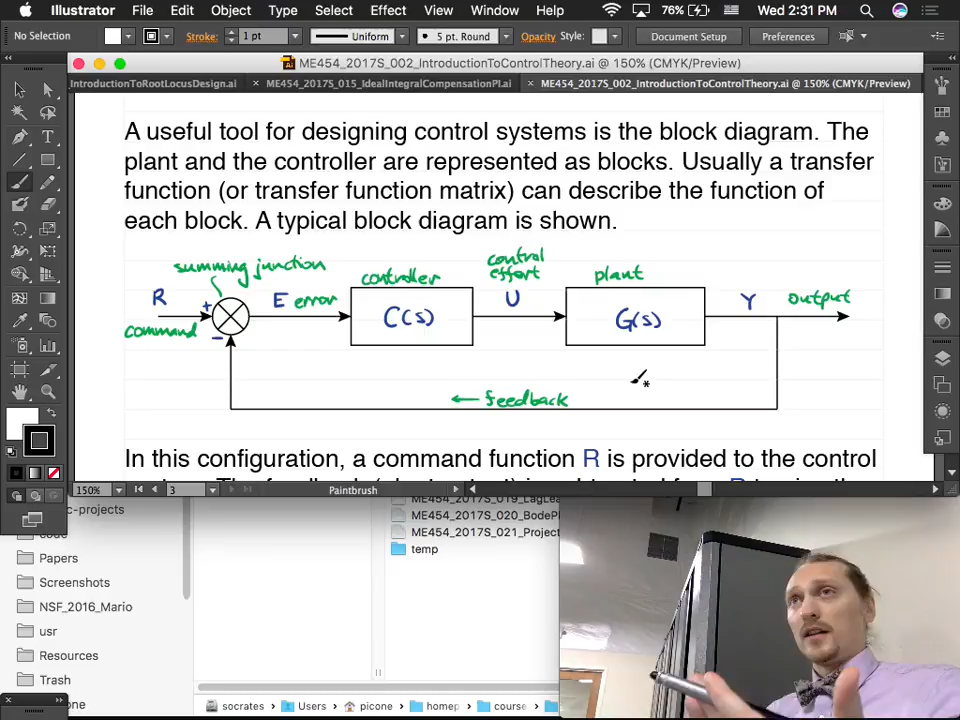 Illustrator File Edit Object Type Select Effect View Window Help 76% Wed 2:31 PM
No Selection Stroke: 1 pt Uniform 5 pt. Round Opacity Style: Document Setup Preferences
ME454_2017S_002_IntroductionToControlTheory.ai @ 150% (CMYK/Preview)
IntroductionToRootLocusDesign.ai × ME454_2017S_015_IdealIntegralCompensationPI.ai × ME454_2017S_002_IntroductionToControlTheory.ai @ 150% (CMYK/Preview)
A useful tool for designing control systems is the block diagram. The
plant and the controller are represented as blocks. Usually a transfer
function (or transfer function matrix) can describe the function of
each block. A typical block diagram is shown.
summing junction
controller
control
effort
plant
R
+
E error
C(s)
U
G(s)
Y
output
command
-
← feedback
In this configuration, a command function R is provided to the control
150% 3 Paintbrush
c-projects
code
Papers
Screenshots
NSF_2016_Mario
usr
Resources
Trash
ME454_2017S_019_LagLea
ME454_2017S_020_BodePl
ME454_2017S_021_Project
temp
socrates Users picone homep course